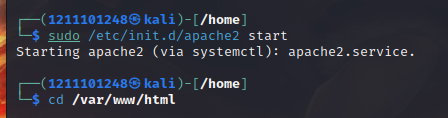 ┌──(1211101248㉿kali)-[/home]
└─$ sudo /etc/init.d/apache2 start
Starting apache2 (via systemctl): apache2.service.
┌──(1211101248㉿kali)-[/home]
└─$ cd /var/www/html